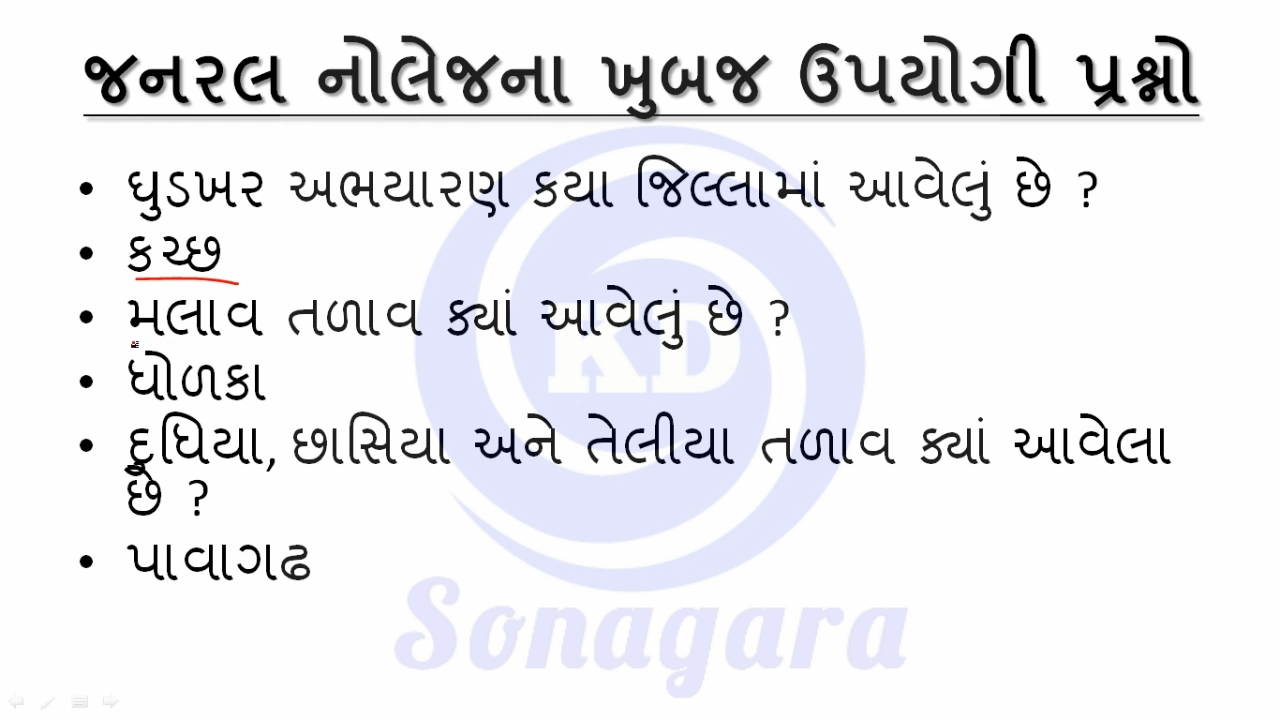 જનરલ નોલેજના ખુબજ ઉપયોગી પ્રશ્નો
• ઘુડખર અભયારણ કયા જિલ્લામાં આવેલું છે ?
• કચ્છ
• મલાવ તળાવ ક્યાં આવેલું છે ?
• ધોળકા
• દુધિયા, છાસિયા અને તેલીયા તળાવ ક્યાં આવેલા
છે ?
• પાવાગઢ
KD
Sonagara